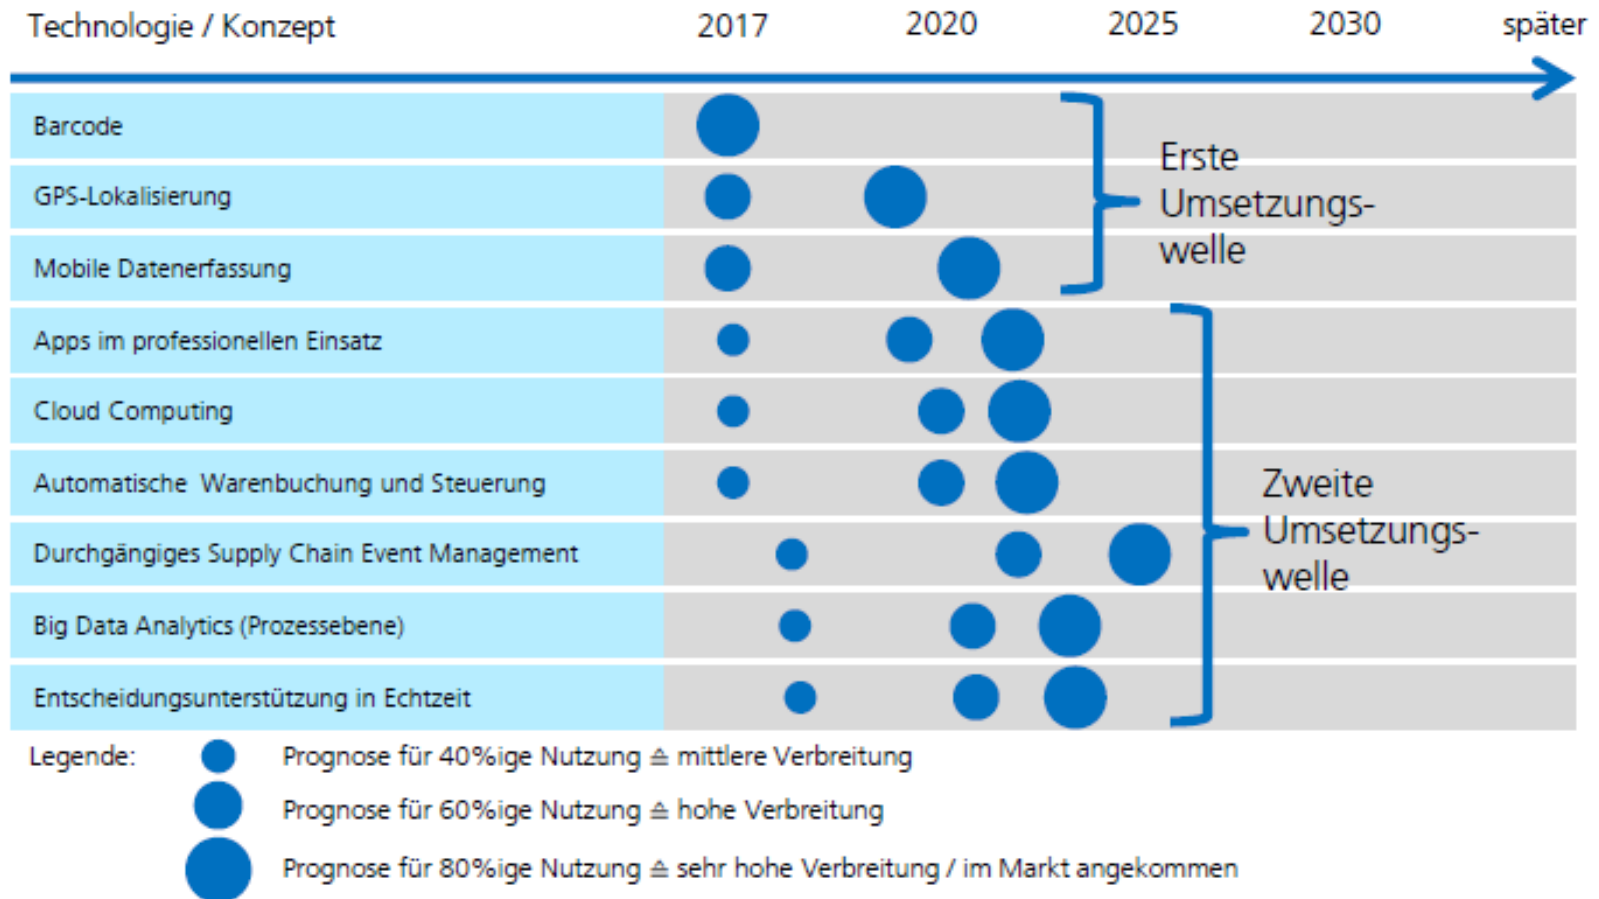 Technologie / Konzept 2017 2020 2025 2030 später
Barcode
GPS-Lokalisierung
Mobile Datenerfassung
Erste
Umsetzungs-
welle
Apps im professionellen Einsatz
Cloud Computing
Automatische Warenbuchung und Steuerung
Durchgängiges Supply Chain Event Management
Big Data Analytics (Prozessebene)
Entscheidungsunterstützung in Echtzeit
Zweite
Umsetzungs-
welle
Legende:
Prognose für 40%ige Nutzung ≙ mittlere Verbreitung
Prognose für 60%ige Nutzung ≙ hohe Verbreitung
Prognose für 80%ige Nutzung ≙ sehr hohe Verbreitung / im Markt angekommen